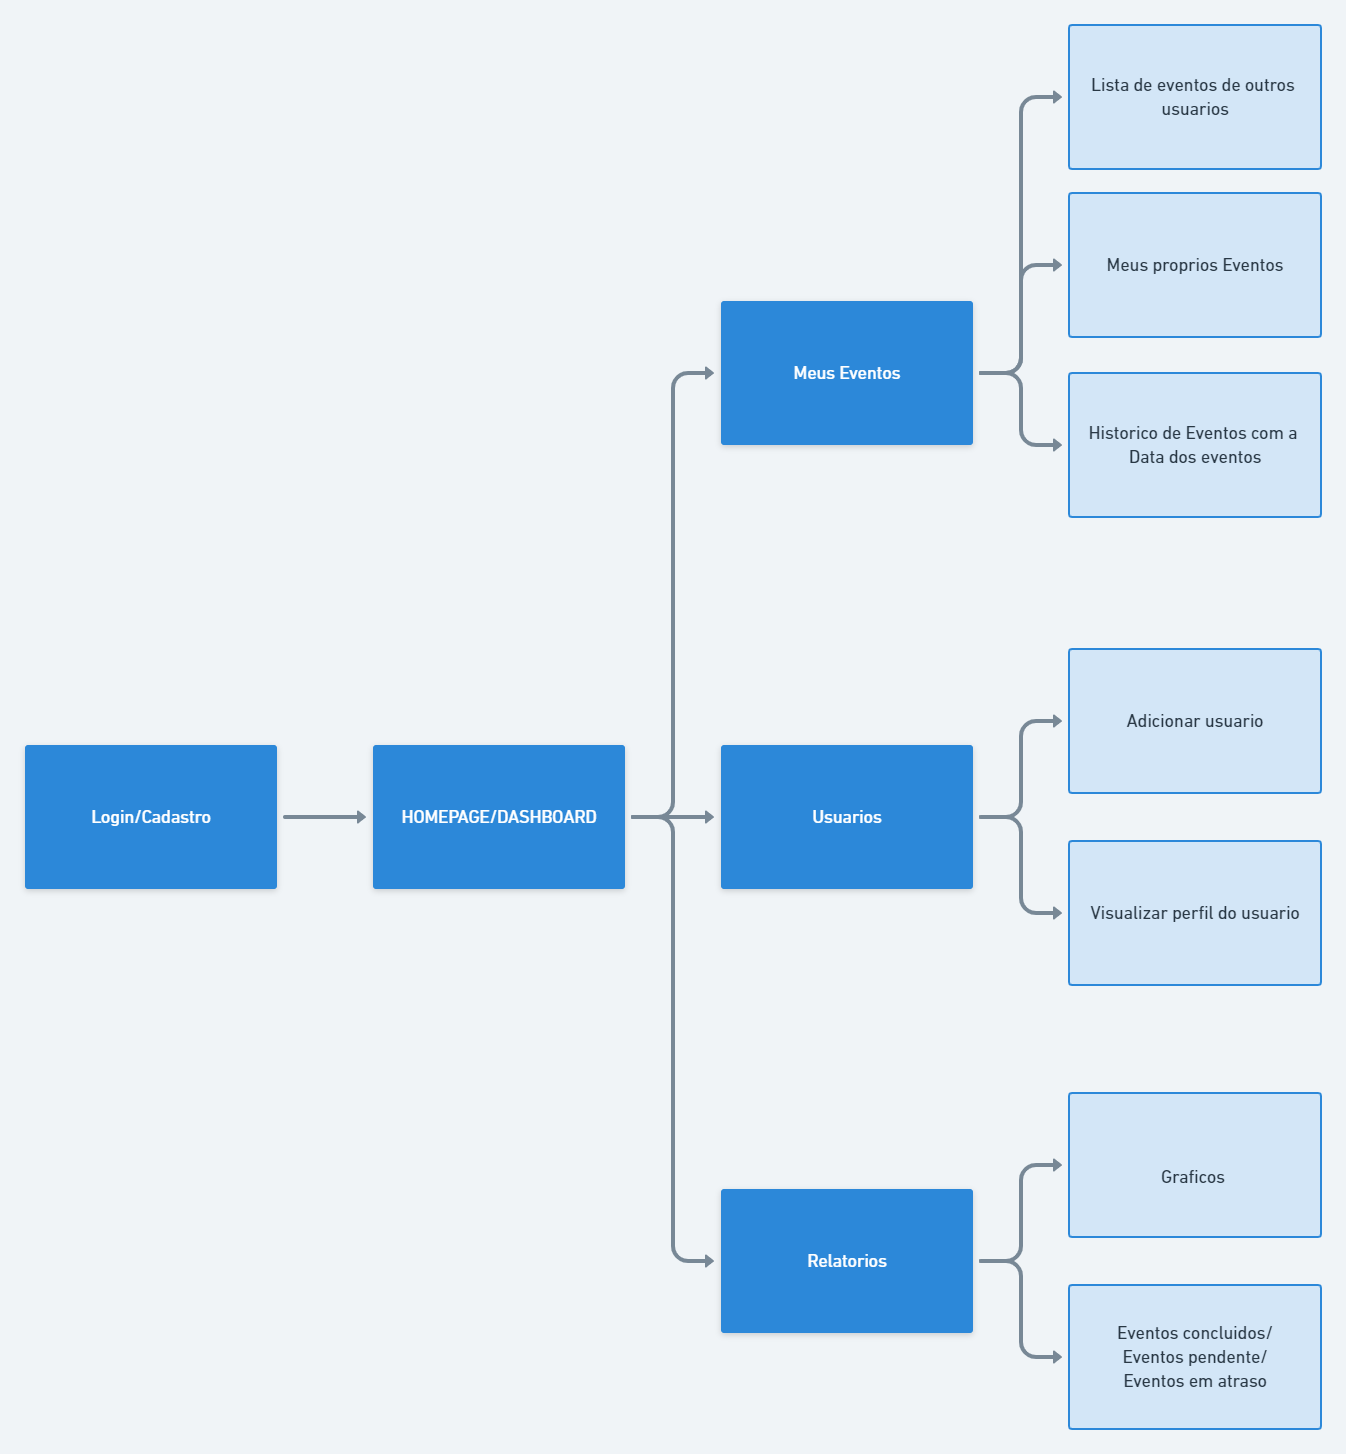 Lista de eventos de outros
usuarios
Meus proprios Eventos
Meus Eventos
Historico de Eventos com a
Data dos eventos
Adicionar usuario
Login/Cadastro
HOMEPAGE/DASHBOARD
Usuarios
Visualizar perfil do usuario
Graficos
Relatorios
Eventos concluidos/
Eventos pendente/
Eventos em atraso